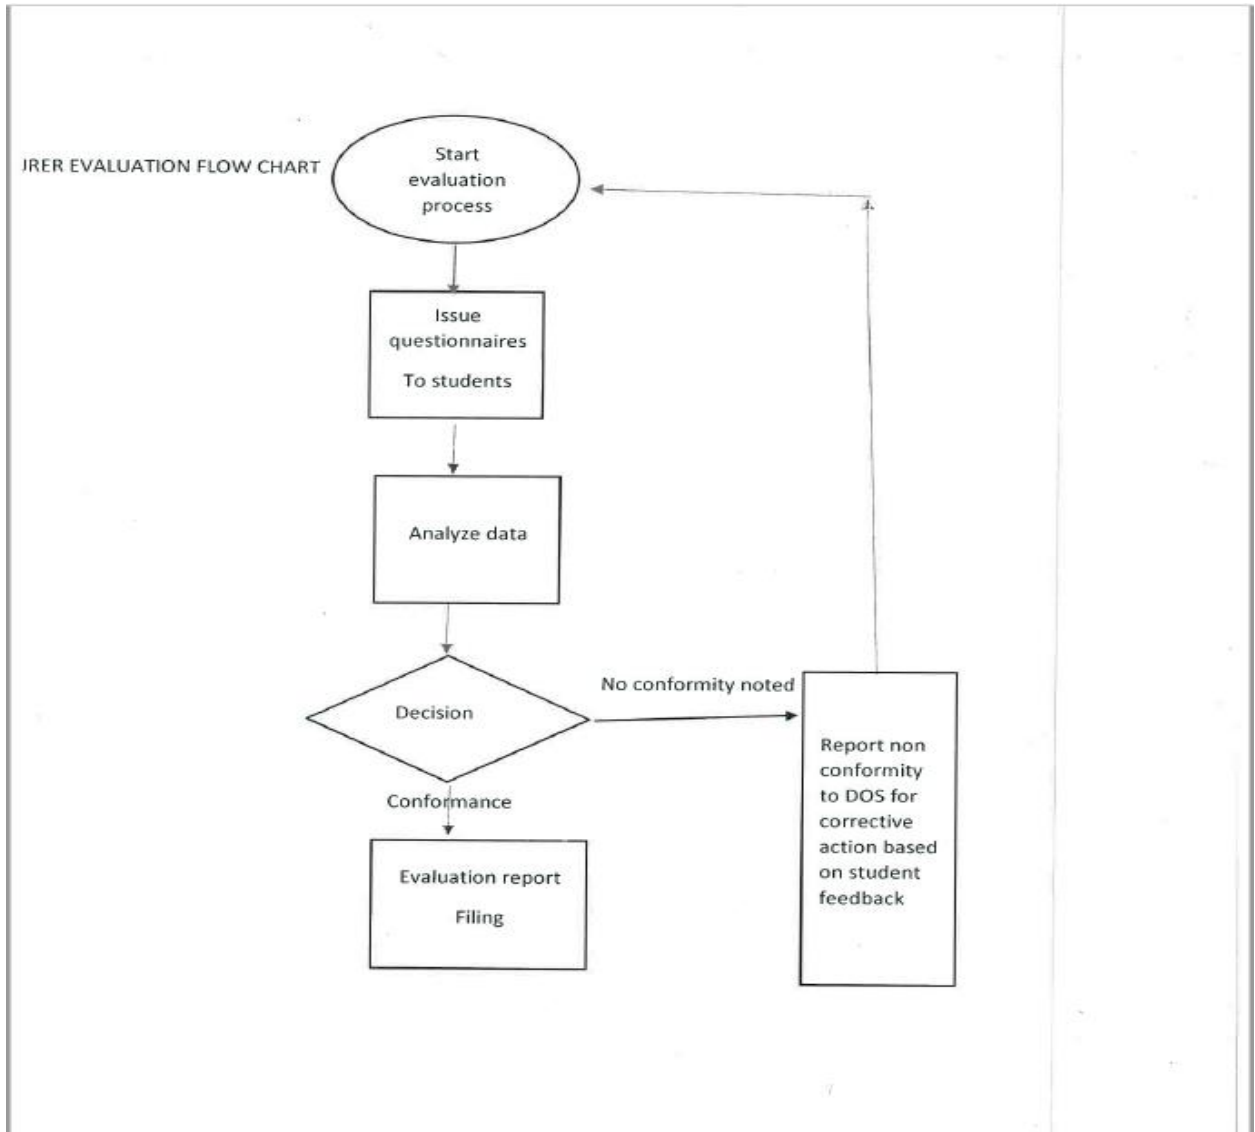 URER EVALUATION FLOW CHART
Start
evaluation
process
Issue
questionnaires
To students
Analyze data
Decision
No conformity noted
Conformance
Report non
conformity
to DOS for
corrective
action based
on student
feedback
Evaluation report
Filing